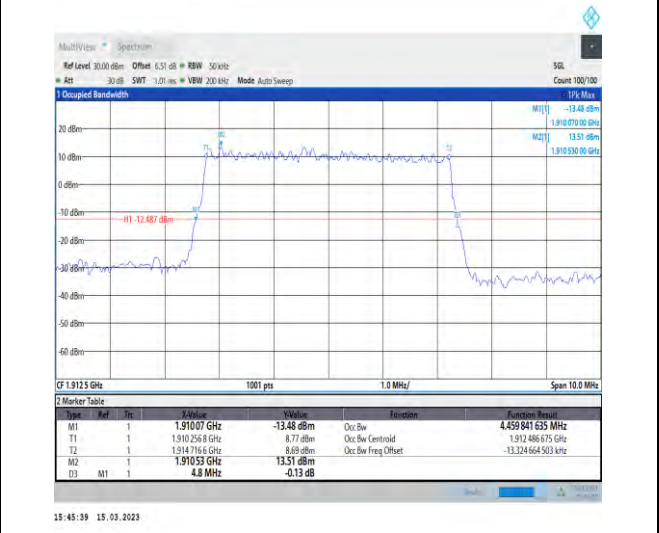 MultiView Spectrum
Ref Level 30.00 dBm Offset 6.51 dB RBW 50 kHz SGL
Att 30 dB SWT 1.01 ms VBW 200 kHz Mode Auto Sweep Count 100/100
1 Occupied Bandwidth 1Pk Max
M1[1] -13.48 dBm
1.910 070 00 GHz
M2[1] 13.51 dBm
1.910 530 00 GHz
20 dBm
M2
T1 T2
10 dBm
0 dBm
-10 dBm
M1
H1 -12.487 dBm
-20 dBm
-30 dBm
-40 dBm
-50 dBm
-60 dBm
CF 1.912 5 GHz 1001 pts 1.0 MHz/ Span 10.0 MHz
2 Marker Table
Type Ref Trc X-Value Y-Value Function Function Result
M1 1 1.91007 GHz -13.48 dBm Occ Bw 4.459 841 635 MHz
T1 1 1.910 256 8 GHz 8.77 dBm Occ Bw Centroid 1.912 486 675 GHz
T2 1 1.914 716 6 GHz 8.69 dBm Occ Bw Freq Offset -13.324 664 503 kHz
M2 1 1.91053 GHz 13.51 dBm
D3 M1 1 4.8 MHz -0.13 dB
15:45:39 15.03.2023